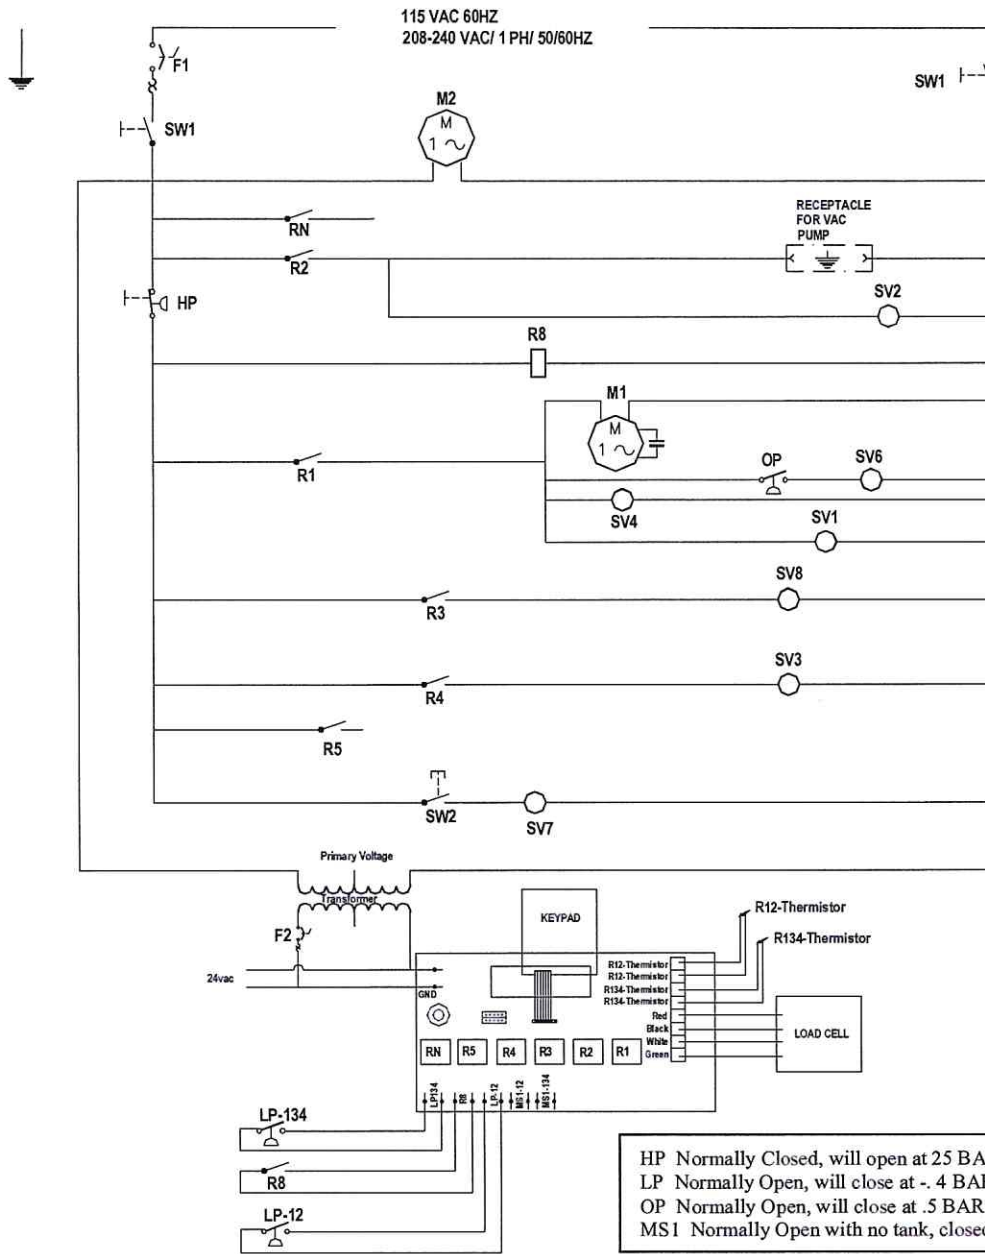 115 VAC 60HZ
208-240 VAC/ 1 PH/ 50/60HZ
F1
SW1
SW1
M2
M
1
RN
R2
RECEPTACLE
FOR VAC
PUMP
HP
SV2
R8
M1
M
1
R1
OP
SV6
SV4
SV1
SV8
R3
SV3
R4
R5
SW2
SV7
Primary Voltage
Transformer
F2
24vac
GND
KEYPAD
R12-Thermistor
R134-Thermistor
R12-Thermistor
R12-Thermistor
R134-Thermistor
R134-Thermistor
Red
Black
White
Green
LOAD CELL
RN
R5
R4
R3
R2
R1
LP134
R8
LP-12
MS1-12
MS1-134
LP-134
R8
LP-12
HP Normally Closed, will open at 25 BA
LP Normally Open, will close at -. 4 BA
OP Normally Open, will close at .5 BAR
MS1 Normally Open with no tank, close